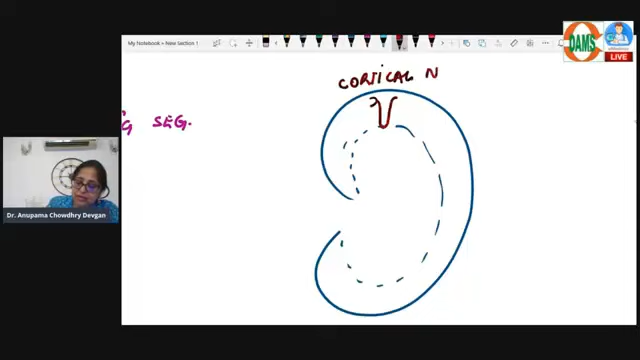 My Notebook > New Section 1
DAMS
LIVE
CORTICAL N
G SEG.
Dr. Anupama Chowdhry Devgan